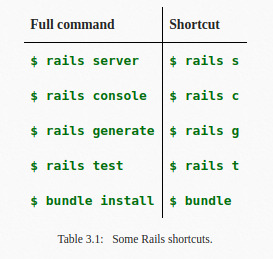 Full command Shortcut
$ rails server $ rails s
$ rails console $ rails c
$ rails generate $ rails g
$ rails test $ rails t
$ bundle install $ bundle
Table 3.1: Some Rails shortcuts.